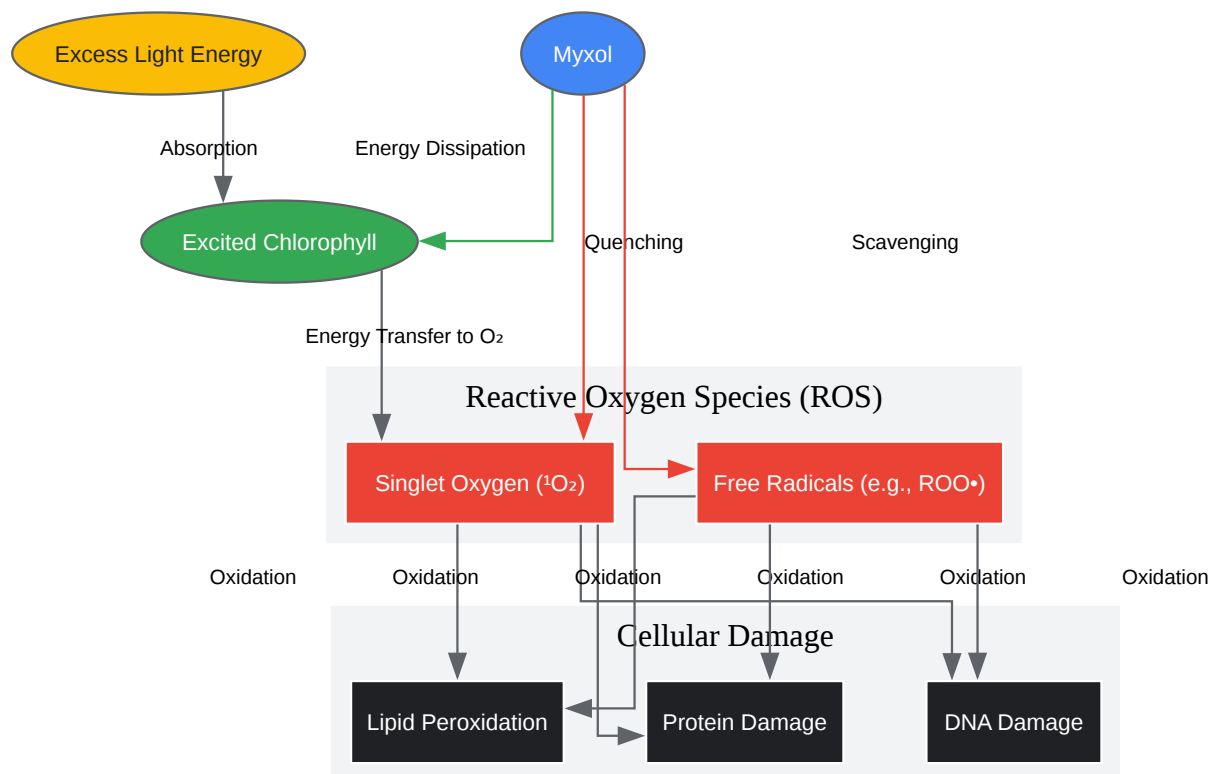 Excess Light Energy
Myxol
Absorption
Energy Dissipation
Excited Chlorophyll
Quenching
Scavenging
Energy Transfer to O₂
Reactive Oxygen Species (ROS)
Singlet Oxygen (¹O₂)
Free Radicals (e.g., ROO•)
Oxidation
Oxidation
Oxidation
Oxidation
Oxidation
Oxidation
Cellular Damage
Lipid Peroxidation
Protein Damage
DNA Damage